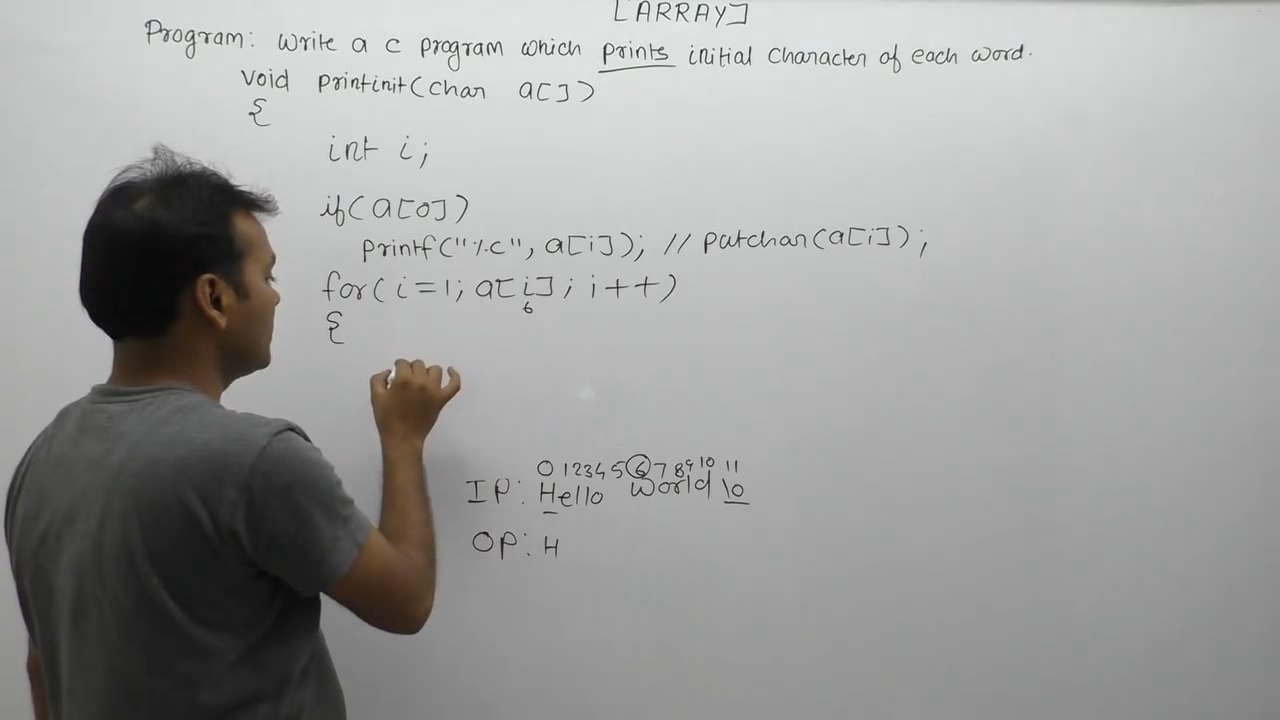 [ARRAY]
Program: Write a c program which prints initial character of each word.
void printinit(char a[])
{
int i;
if(a[0])
printf("%c", a[i]); // putchar(a[i]);
for(i=1; a[i]; i++)
6
{
0 1 2 3 4 5 6 7 8 9 10 11
IP: Hello World \0
OP: H